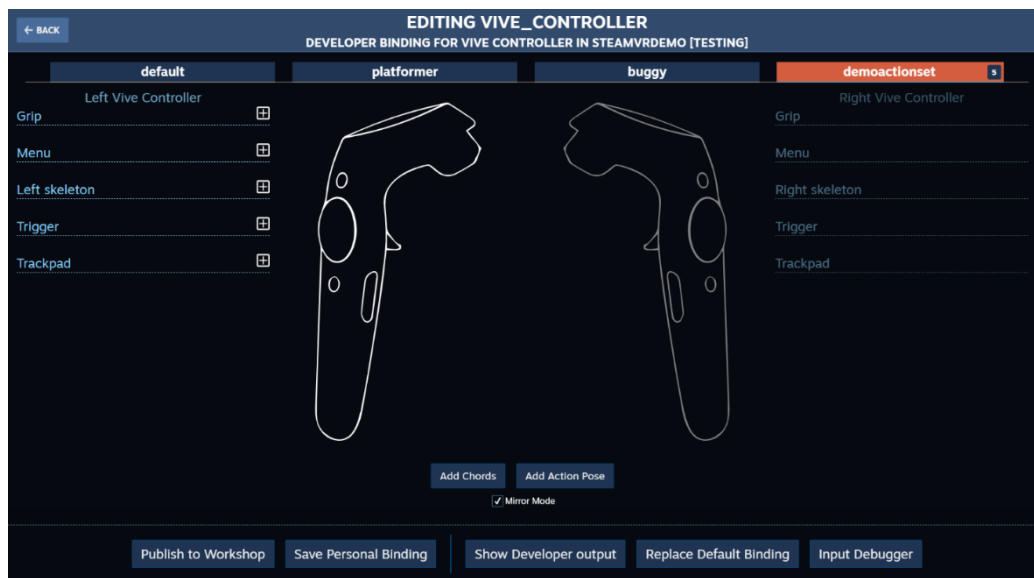 ← BACK
EDITING VIVE_CONTROLLER
DEVELOPER BINDING FOR VIVE CONTROLLER IN STEAMVRDEMO [TESTING]
default platformer buggy demoactionset 5
Left Vive Controller
Right Vive Controller
Grip
Grip
Menu
Menu
Left skeleton
Right skeleton
Trigger
Trigger
Trackpad
Trackpad
Add Chords Add Action Pose
Mirror Mode
Publish to Workshop Save Personal Binding Show Developer output Replace Default Binding Input Debugger